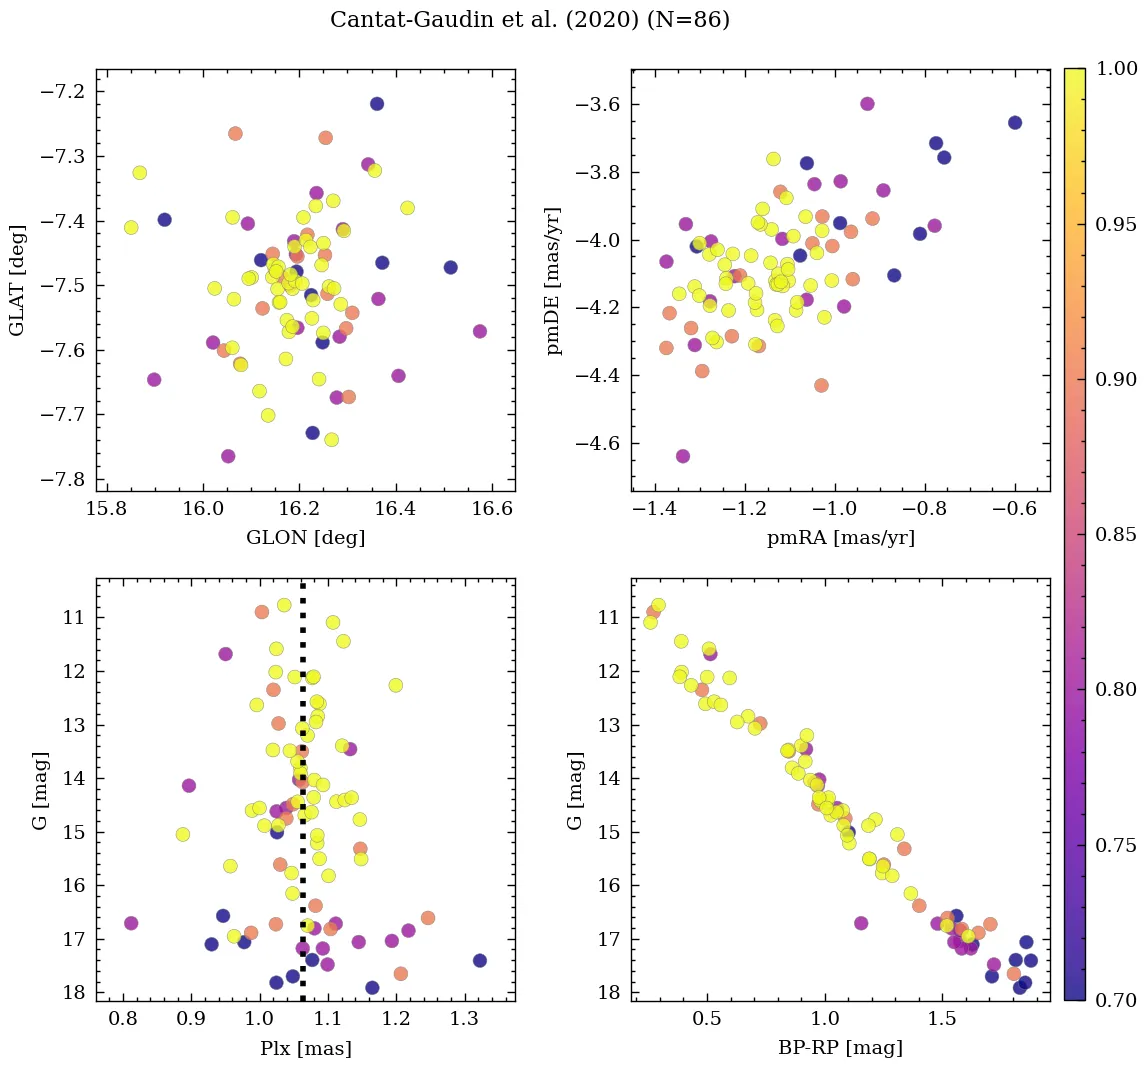 Cantat-Gaudin et al. (2020) (N=86)
−7.2
−7.3
−7.4
−7.5
−7.6
−7.7
−7.8
GLAT [deg]
15.8 16.0 16.2 16.4 16.6
GLON [deg]
−3.6
−3.8
−4.0
−4.2
−4.4
−4.6
pmDE [mas/yr]
−1.4 −1.2 −1.0 −0.8 −0.6
pmRA [mas/yr]
11
12
13
14
15
16
17
18
G [mag]
0.8 0.9 1.0 1.1 1.2 1.3
Plx [mas]
11
12
13
14
15
16
17
18
G [mag]
0.5 1.0 1.5
BP-RP [mag]
1.00
0.95
0.90
0.85
0.80
0.75
0.70